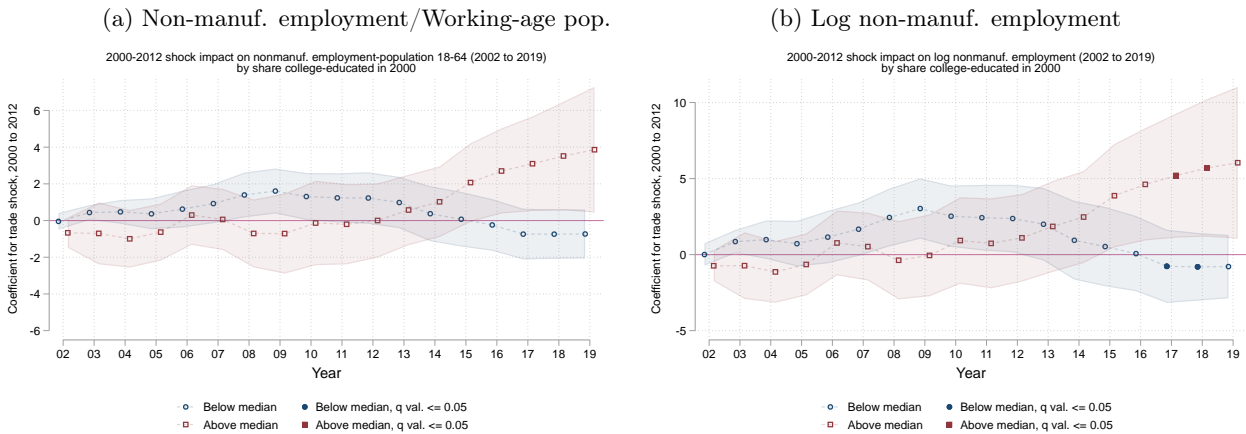 (a) Non-manuf. employment/Working-age pop.
2000-2012 shock impact on nonmanuf. employment-population 18-64 (2002 to 2019)
by share college-educated in 2000
Coefficient for trade shock, 2000 to 2012
6
4
2
0
-2
-4
-6
02 03 04 05 06 07 08 09 10 11 12 13 14 15 16 17 18 19
Year
Below median
Below median, q val. <= 0.05
Above median
Above median, q val. <= 0.05
(b) Log non-manuf. employment
2000-2012 shock impact on log nonmanuf. employment (2002 to 2019)
by share college-educated in 2000
Coefficient for trade shock, 2000 to 2012
10
5
0
-5
02 03 04 05 06 07 08 09 10 11 12 13 14 15 16 17 18 19
Year
Below median
Below median, q val. <= 0.05
Above median
Above median, q val. <= 0.05